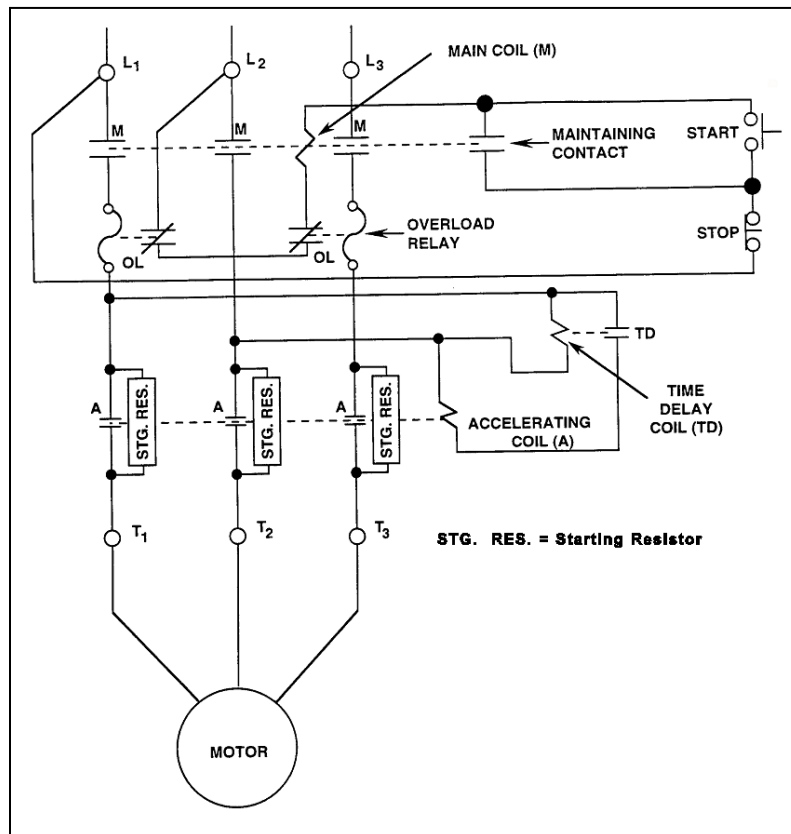 L1
L2
L3
MAIN COIL (M)
M
M
M
MAINTAINING
CONTACT
START
OVERLOAD
RELAY
STOP
OL
OL
TD
A
STG. RES.
A
STG. RES.
A
STG. RES.
ACCELERATING
COIL (A)
TIME
DELAY
COIL (TD)
T1
T2
T3
STG. RES. = Starting Resistor
MOTOR